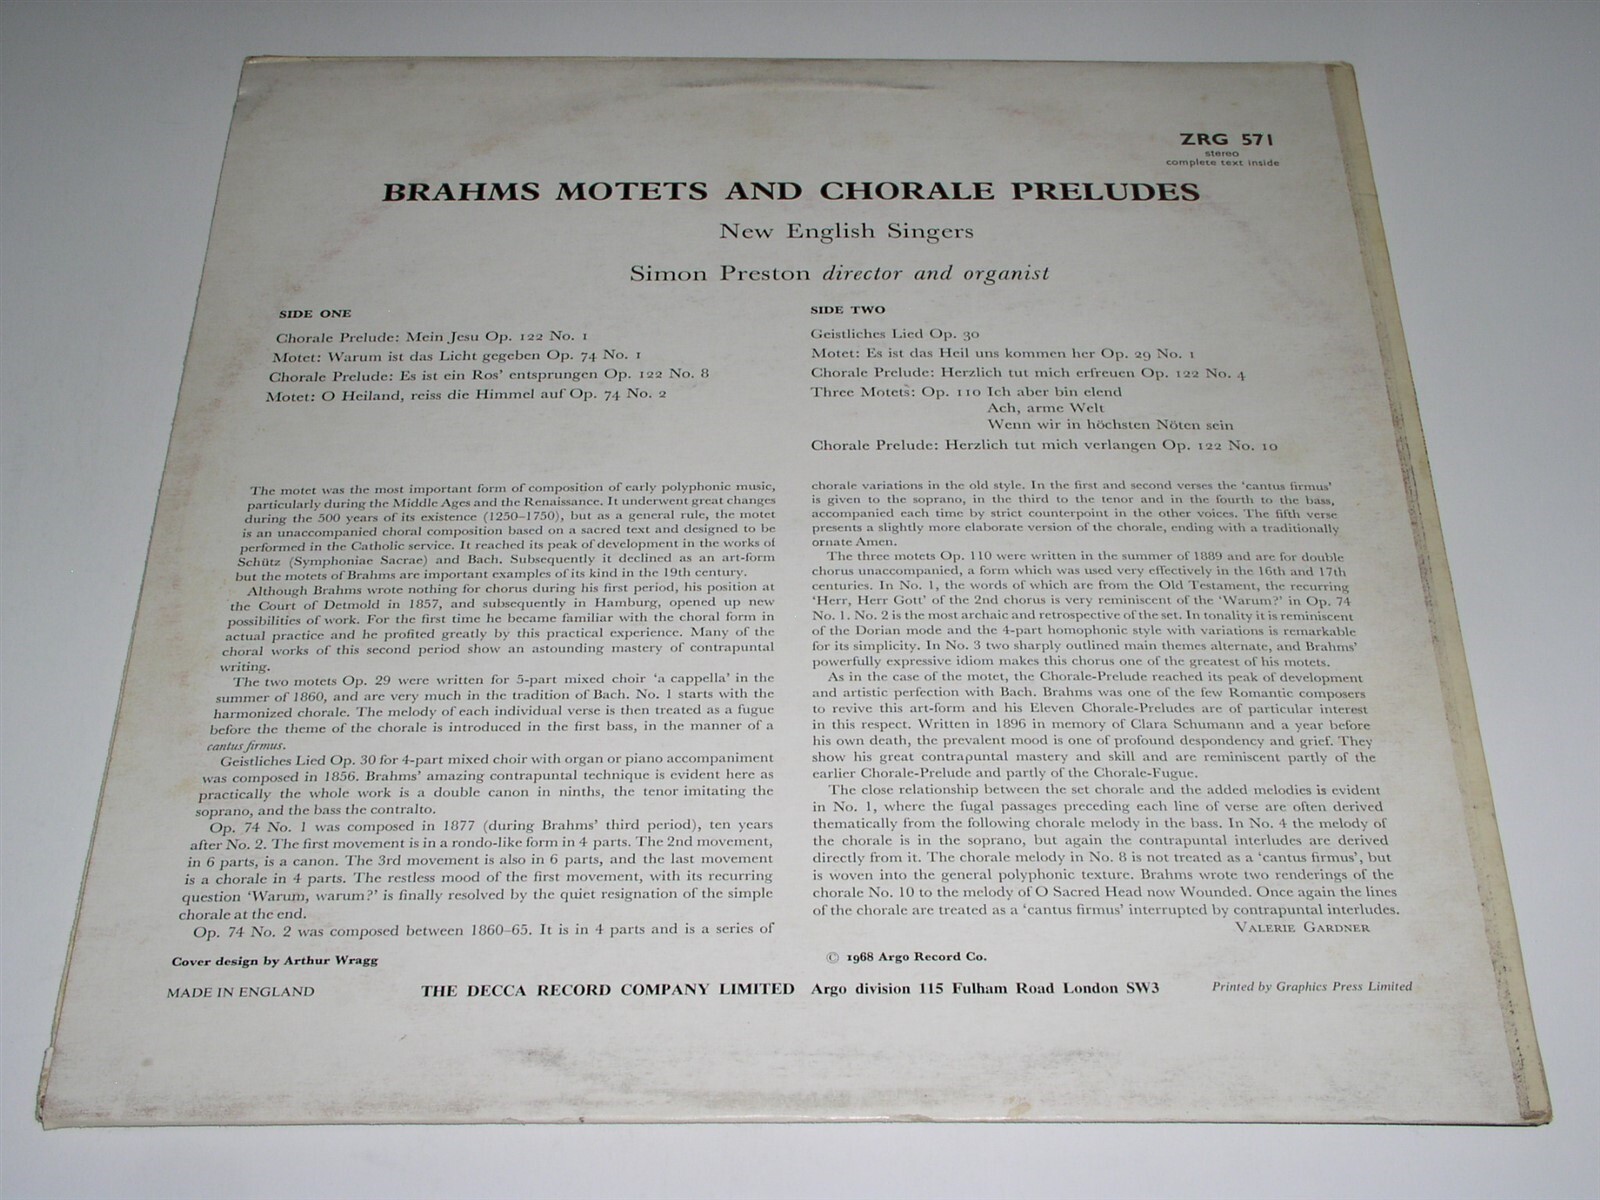 ZRG 571
stereo
complete text inside
BRAHMS MOTETS AND CHORALE PRELUDES
New English Singers
Simon Preston director and organist
SIDE ONE
Chorale Prelude: Mein Jesu Op. 122 No. 1
Motet: Warum ist das Licht gegeben Op. 74 No. 1
Chorale Prelude: Es ist ein Ros' entsprungen Op. 122 No. 8
Motet: O Heiland, reiss die Himmel auf Op. 74 No. 2
SIDE TWO
Geistliches Lied Op. 30
Motet: Es ist das Heil uns kommen her Op. 29 No. 1
Chorale Prelude: Herzlich tut mich erfreuen Op. 122 No. 4
Three Motets: Op. 110 Ich aber bin elend
Ach, arme Welt
Wenn wir in höchsten Nöten sein
Chorale Prelude: Herzlich tut mich verlangen Op. 122 No. 10
The motet was the most important form of composition of early polyphonic music,
particularly during the Middle Ages and the Renaissance. It underwent great changes
during the 500 years of its existence (1250–1750), but as a general rule, the motet
is an unaccompanied choral composition based on a sacred text and designed to be
performed in the Catholic service. It reached its peak of development in the works of
Schütz (Symphoniae Sacrae) and Bach. Subsequently it declined as an art-form
but the motets of Brahms are important examples of its kind in the 19th century.
Although Brahms wrote nothing for chorus during his first period, his position at
the Court of Detmold in 1857, and subsequently in Hamburg, opened up new
possibilities of work. For the first time he became familiar with the choral form in
actual practice and he profited greatly by this practical experience. Many of the
choral works of this second period show an astounding mastery of contrapuntal
writing.
The two motets Op. 29 were written for 5-part mixed choir 'a cappella' in the
summer of 1860, and are very much in the tradition of Bach. No. 1 starts with the
harmonized chorale. The melody of each individual verse is then treated as a fugue
before the theme of the chorale is introduced in the first bass, in the manner of a
cantus firmus.
Geistliches Lied Op. 30 for 4-part mixed choir with organ or piano accompaniment
was composed in 1856. Brahms' amazing contrapuntal technique is evident here as
practically the whole work is a double canon in ninths, the tenor imitating the
soprano, and the bass the contralto.
Op. 74 No. 1 was composed in 1877 (during Brahms' third period), ten years
after No. 2. The first movement is in a rondo-like form in 4 parts. The 2nd movement,
in 6 parts, is a canon. The 3rd movement is also in 6 parts, and the last movement
is a chorale in 4 parts. The restless mood of the first movement, with its recurring
question 'Warum, warum?' is finally resolved by the quiet resignation of the simple
chorale at the end.
Op. 74 No. 2 was composed between 1860–65. It is in 4 parts and is a series of
chorale variations in the old style. In the first and second verses the 'cantus firmus'
is given to the soprano, in the third to the tenor and in the fourth to the bass,
accompanied each time by strict counterpoint in the other voices. The fifth verse
presents a slightly more elaborate version of the chorale, ending with a traditionally
ornate Amen.
The three motets Op. 110 were written in the summer of 1889 and are for double
chorus unaccompanied, a form which was used very effectively in the 16th and 17th
centuries. In No. 1, the words of which are from the Old Testament, the recurring
'Herr, Herr Gott' of the 2nd chorus is very reminiscent of the 'Warum?' in Op. 74
No. 1. No. 2 is the most archaic and retrospective of the set. In tonality it is reminiscent
of the Dorian mode and the 4-part homophonic style with variations is remarkable
for its simplicity. In No. 3 two sharply outlined main themes alternate, and Brahms'
powerfully expressive idiom makes this chorus one of the greatest of his motets.
As in the case of the motet, the Chorale-Prelude reached its peak of development
and artistic perfection with Bach. Brahms was one of the few Romantic composers
to revive this art-form and his Eleven Chorale-Preludes are of particular interest
in this respect. Written in 1896 in memory of Clara Schumann and a year before
his own death, the prevalent mood is one of profound despondency and grief. They
show his great contrapuntal mastery and skill and are reminiscent partly of the
earlier Chorale-Prelude and partly of the Chorale-Fugue.
The close relationship between the set chorale and the added melodies is evident
in No. 1, where the fugal passages preceding each line of verse are often derived
thematically from the following chorale melody in the bass. In No. 4 the melody of
the chorale is in the soprano, but again the contrapuntal interludes are derived
directly from it. The chorale melody in No. 8 is not treated as a 'cantus firmus', but
is woven into the general polyphonic texture. Brahms wrote two renderings of the
chorale No. 10 to the melody of O Sacred Head now Wounded. Once again the lines
of the chorale are treated as a 'cantus firmus' interrupted by contrapuntal interludes.
VALERIE GARDNER
Cover design by Arthur Wragg
© 1968 Argo Record Co.
MADE IN ENGLAND
THE DECCA RECORD COMPANY LIMITED Argo division 115 Fulham Road London SW3
Printed by Graphics Press Limited